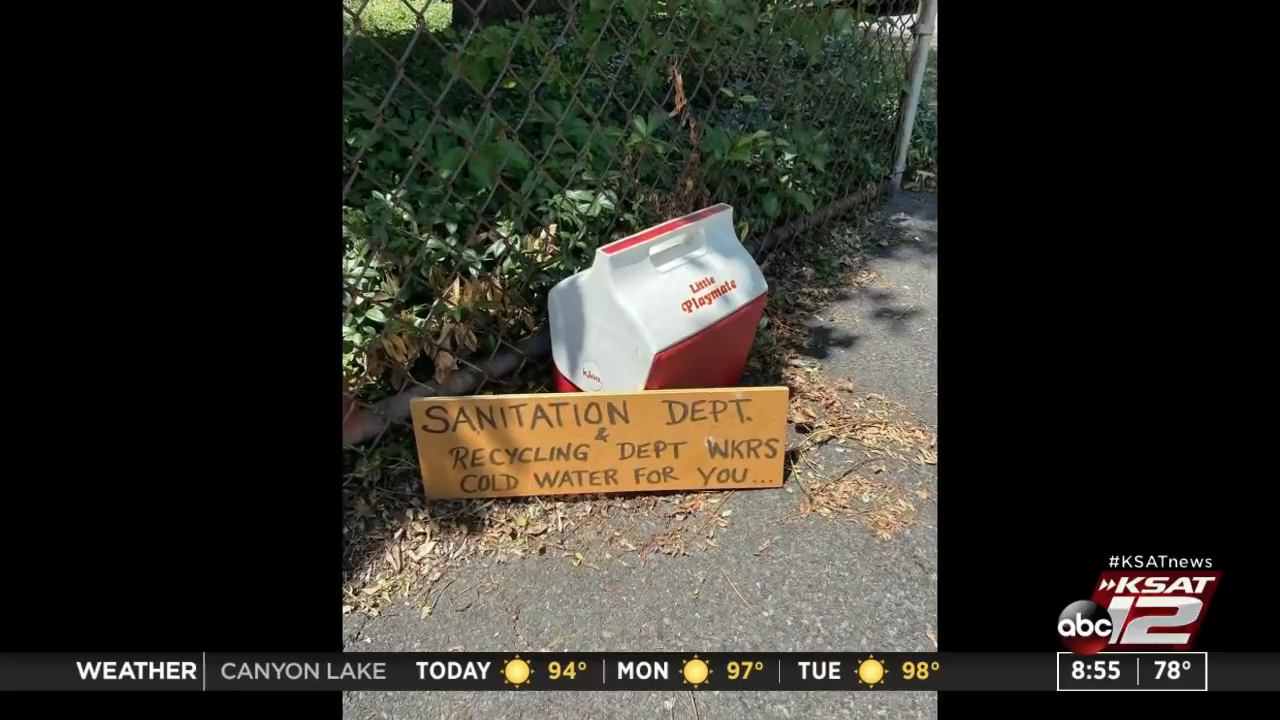 Little
Playmate
Igloo
SANITATION DEPT.
&
RECYCLING DEPT WKRS
COLD WATER FOR YOU...
#KSATnews
KSAT
abc 12
WEATHER CANYON LAKE TODAY 94° MON 97° TUE 98°
8:55 78°